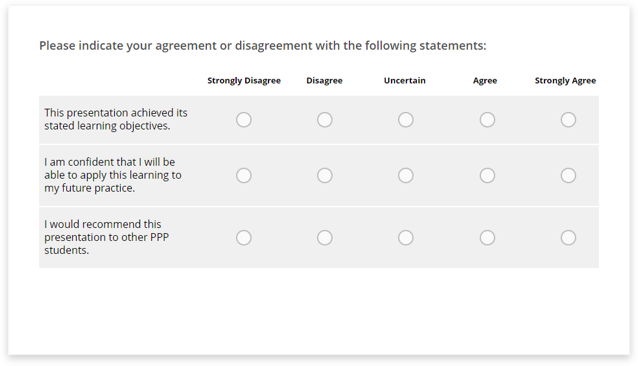 Please indicate your agreement or disagreement with the following statements:
Strongly Disagree Disagree Uncertain Agree Strongly Agree
This presentation achieved its
stated learning objectives.
I am confident that I will be
able to apply this learning to
my future practice.
I would recommend this
presentation to other PPP
students.